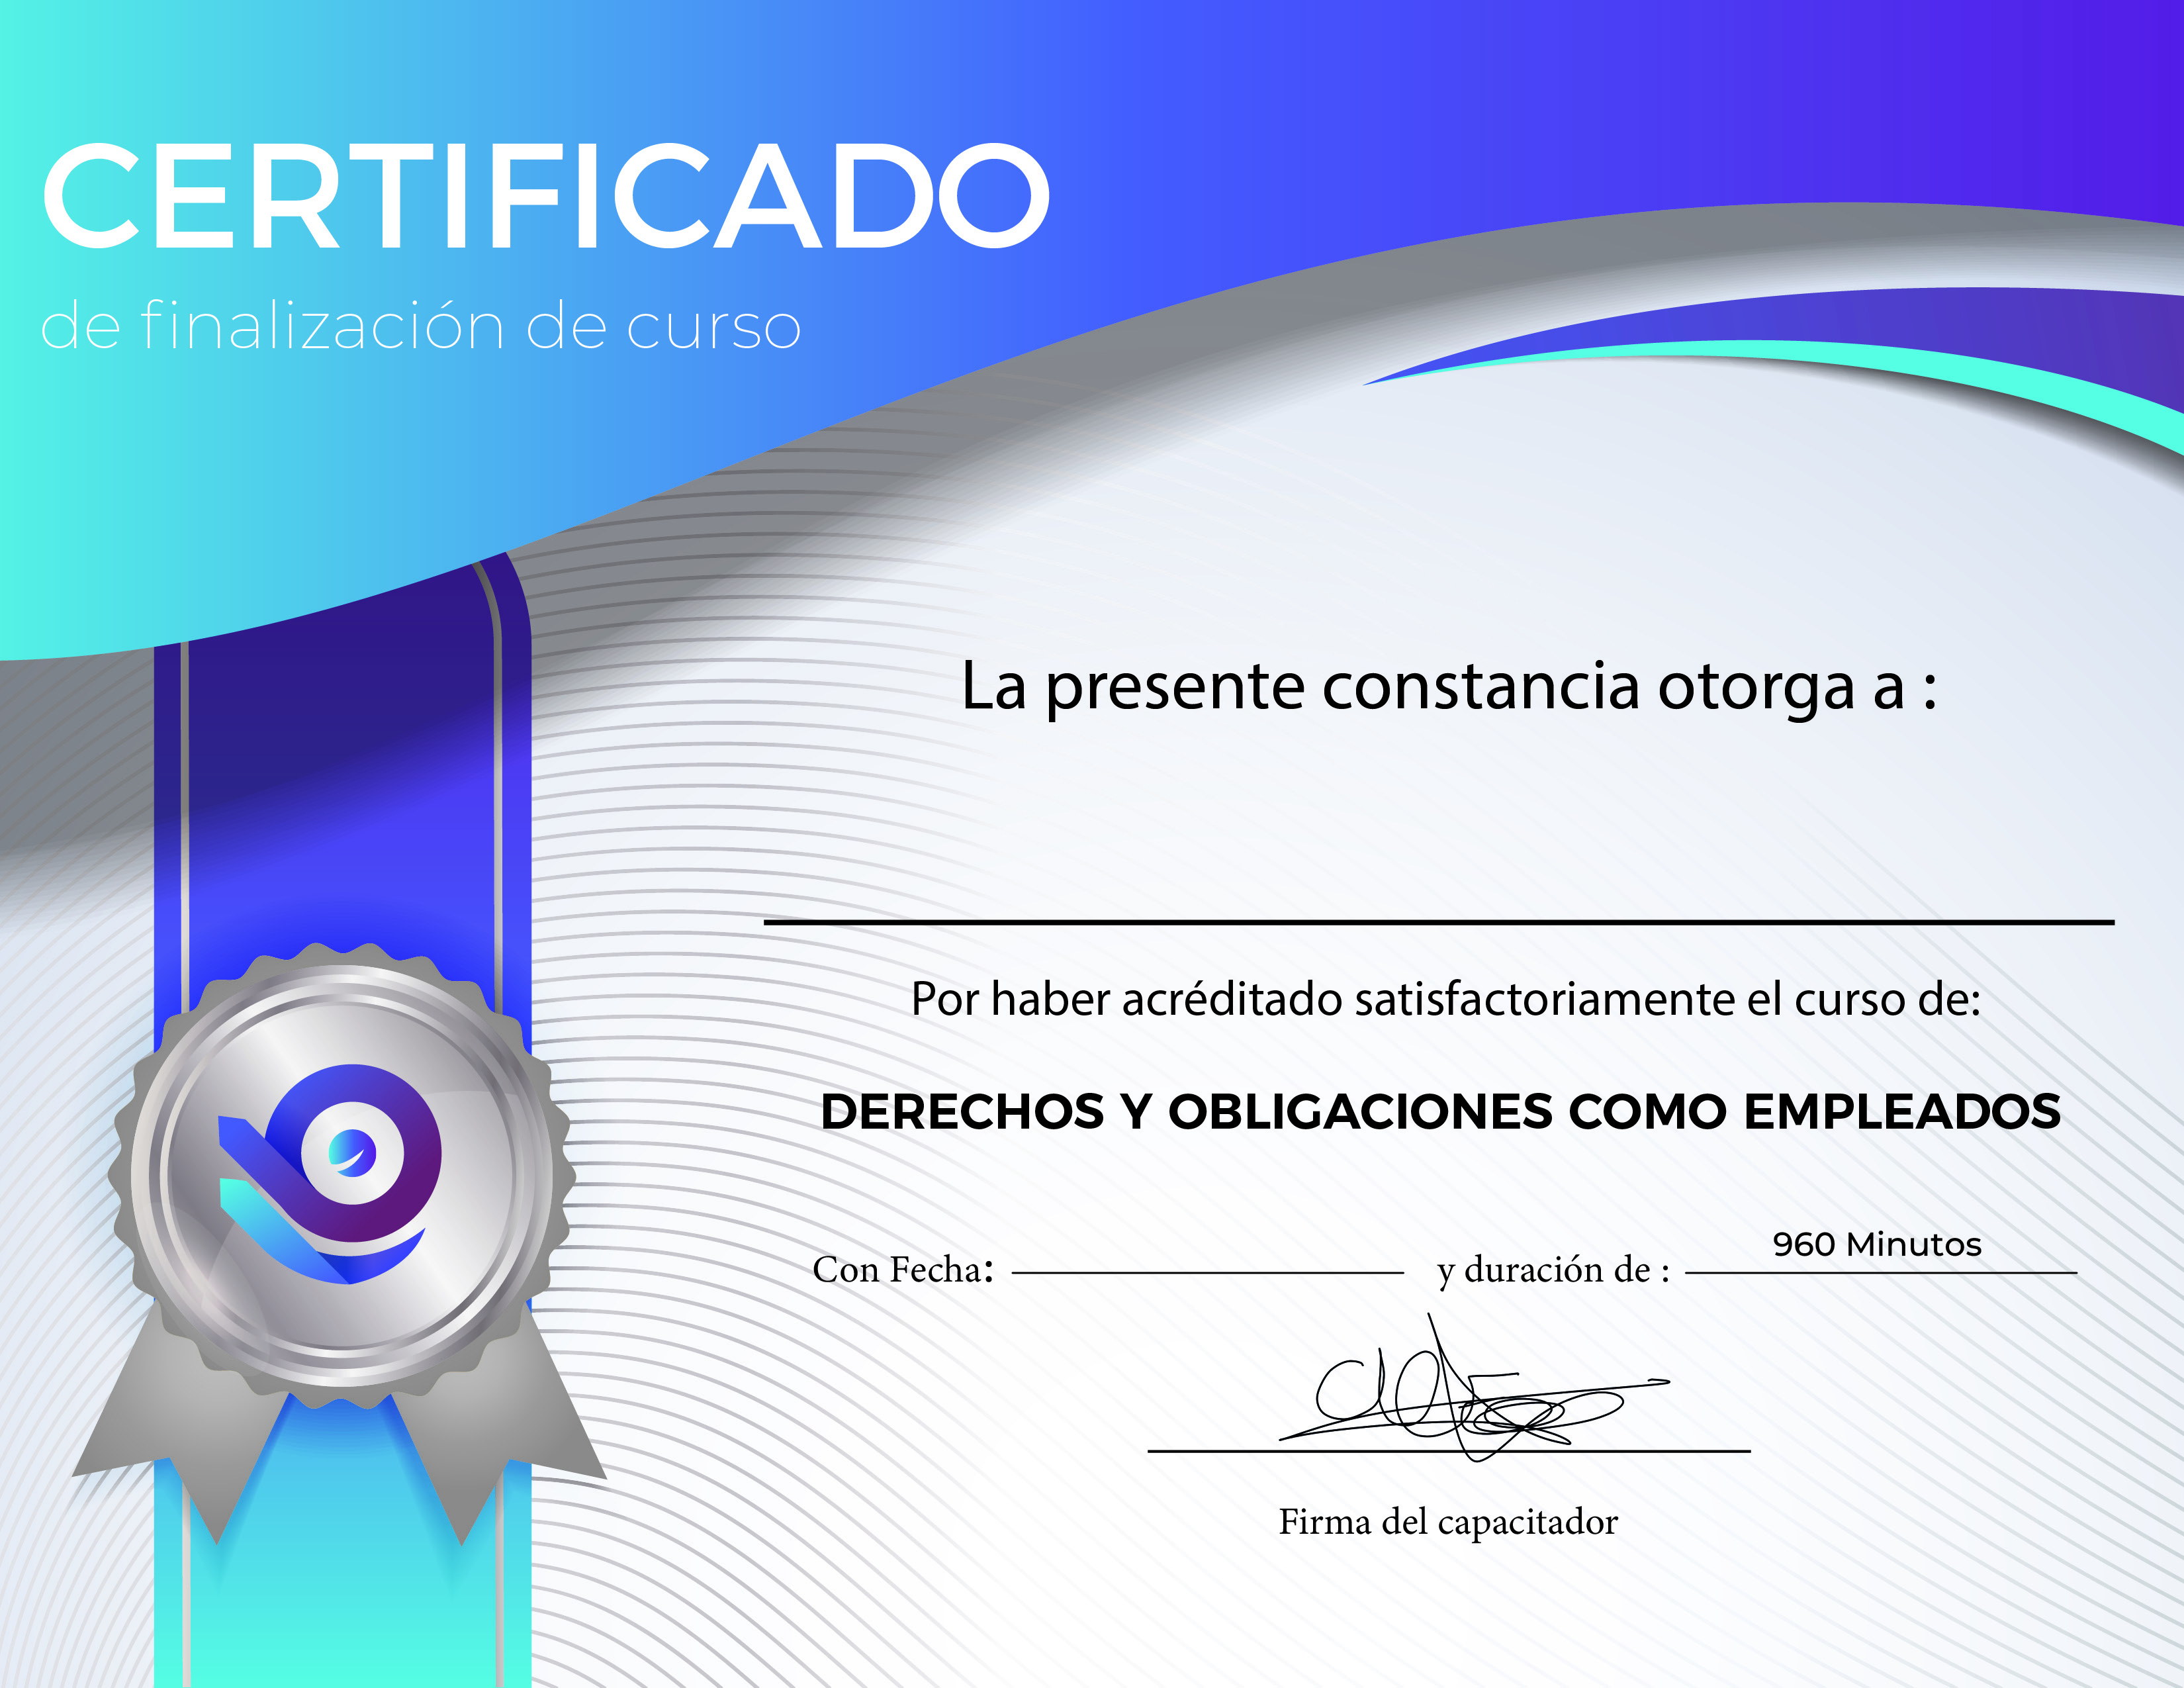 CERTIFICADO
de finalización de curso
La presente constancia otorga a :
Por haber acréditado satisfactoriamente el curso de:
DERECHOS Y OBLIGACIONES COMO EMPLEADOS
960 Minutos
Con Fecha: y duración de :
Firma del capacitador